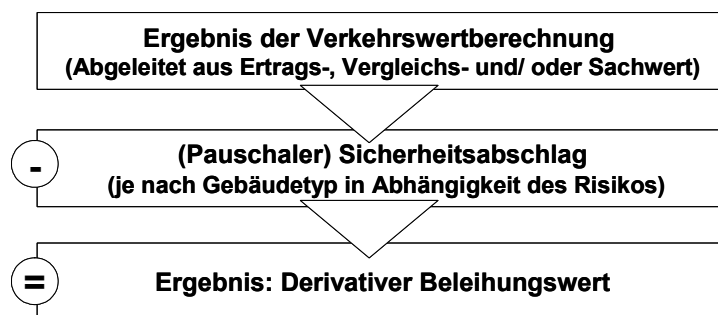 Ergebnis der Verkehrswertberechnung
(Abgeleitet aus Ertrags-, Vergleichs- und/ oder Sachwert)
-
(Pauschaler) Sicherheitsabschlag
(je nach Gebäudetyp in Abhängigkeit des Risikos)
=
Ergebnis: Derivativer Beleihungswert